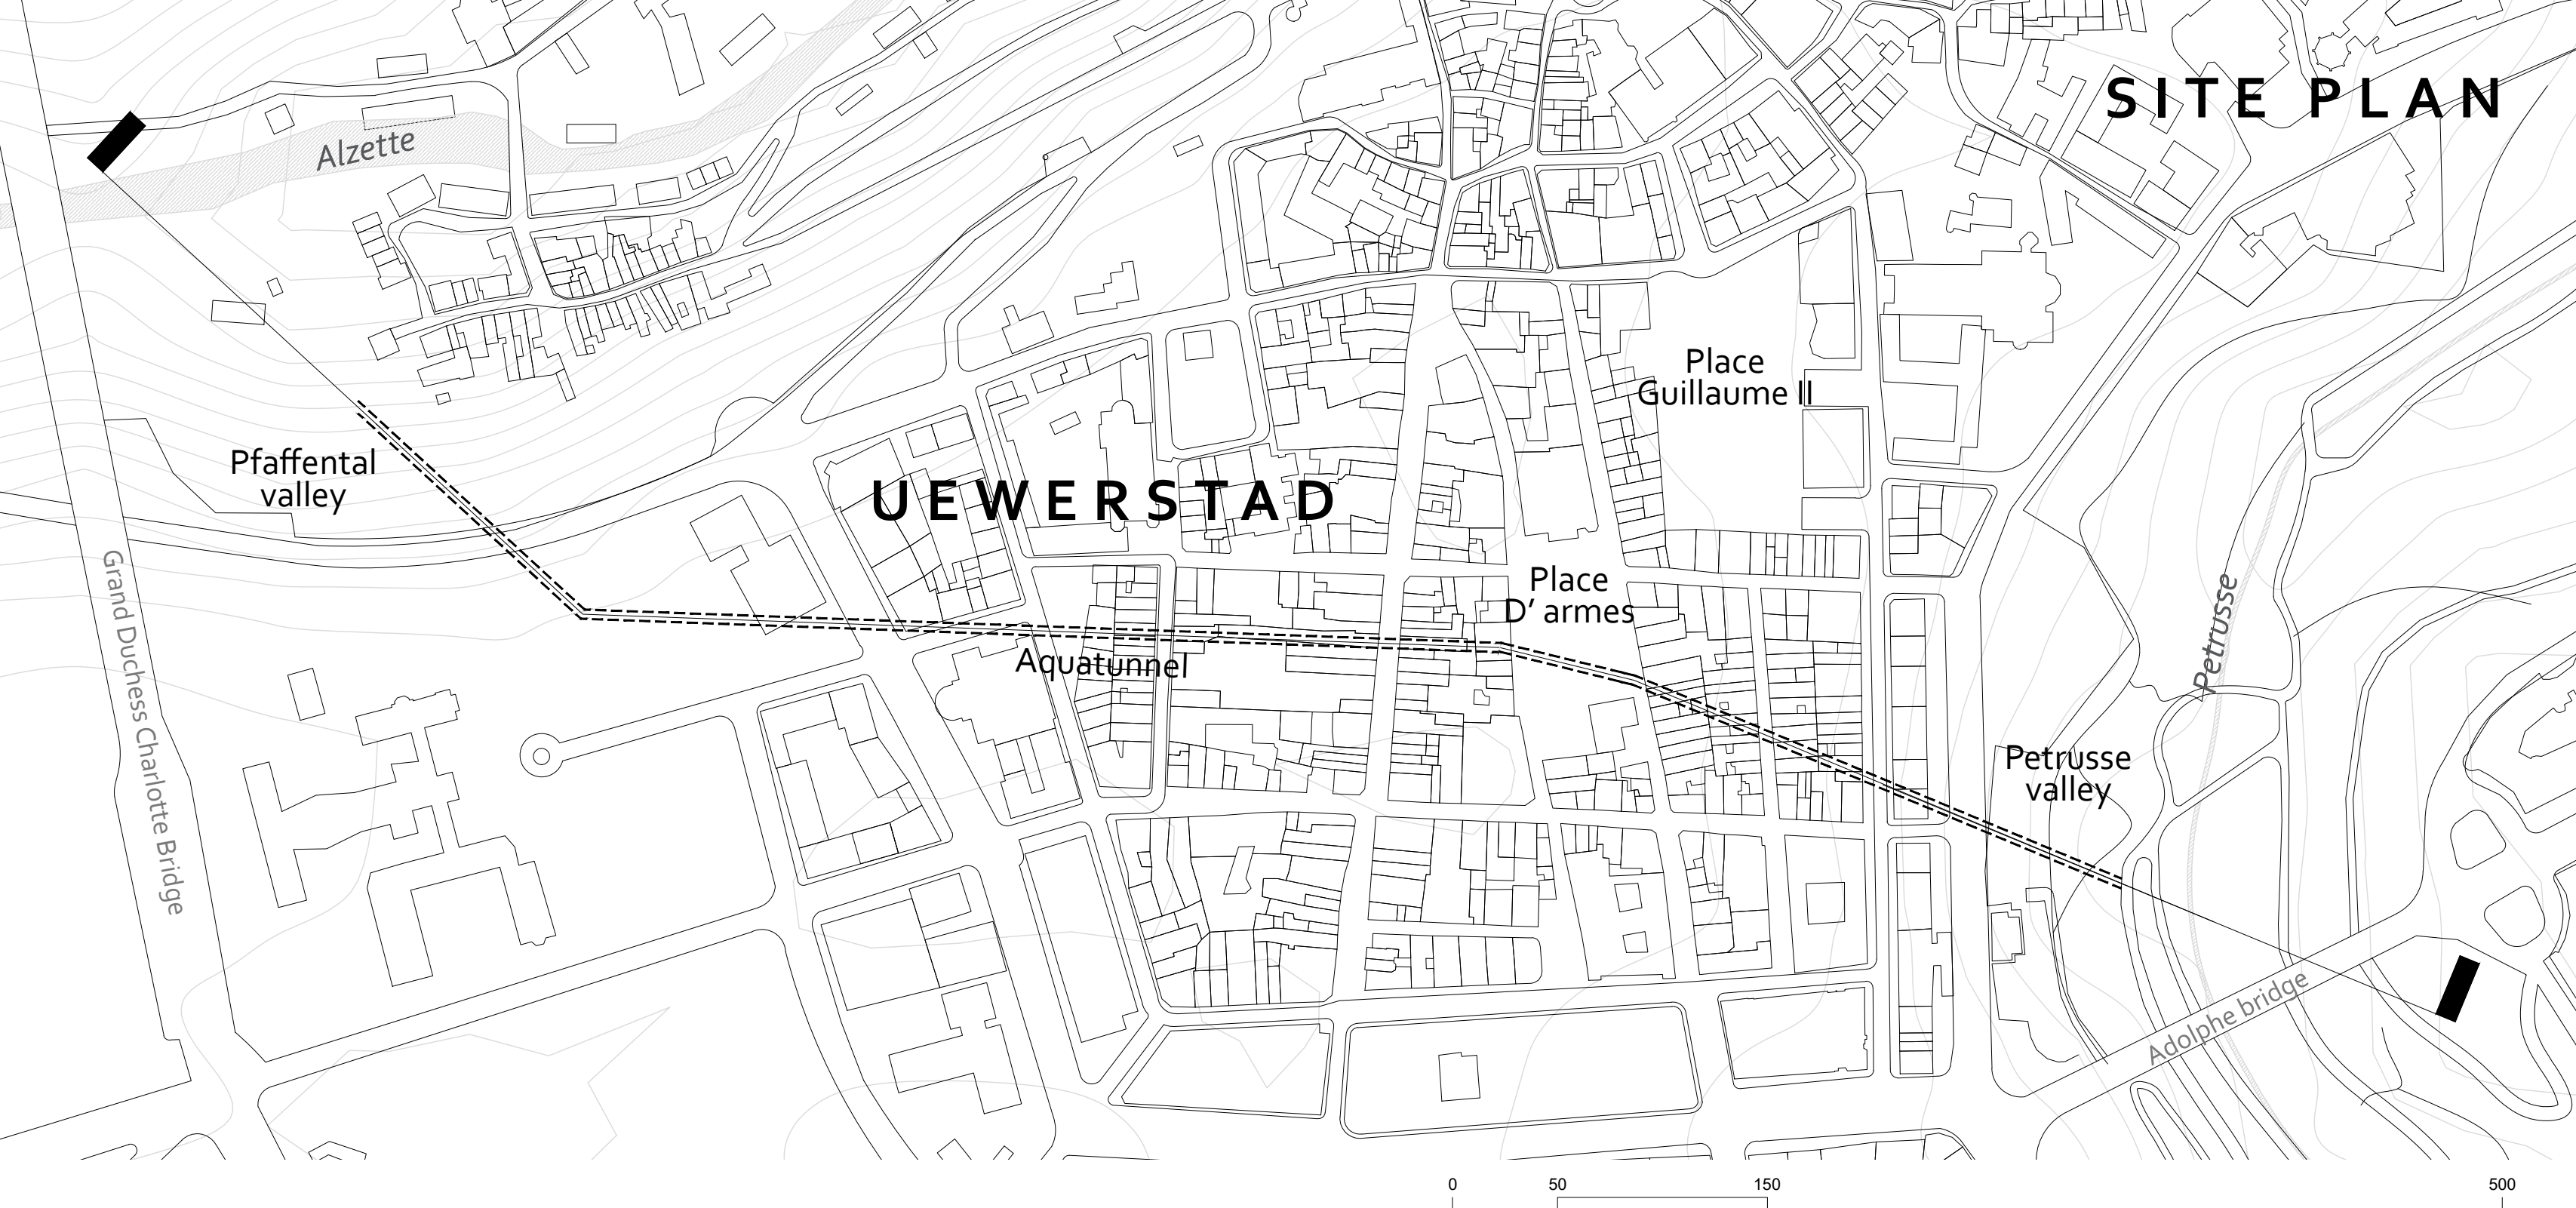 SITE PLAN
Alzette
Place
Guillaume II
Pfaffental
valley
UEWERSTAD
Place
D’ armes
Grand Duchess Charlotte Bridge
Aquatunnel
Petrusse
Petrusse
valley
Adolphe bridge
0 50 150 500